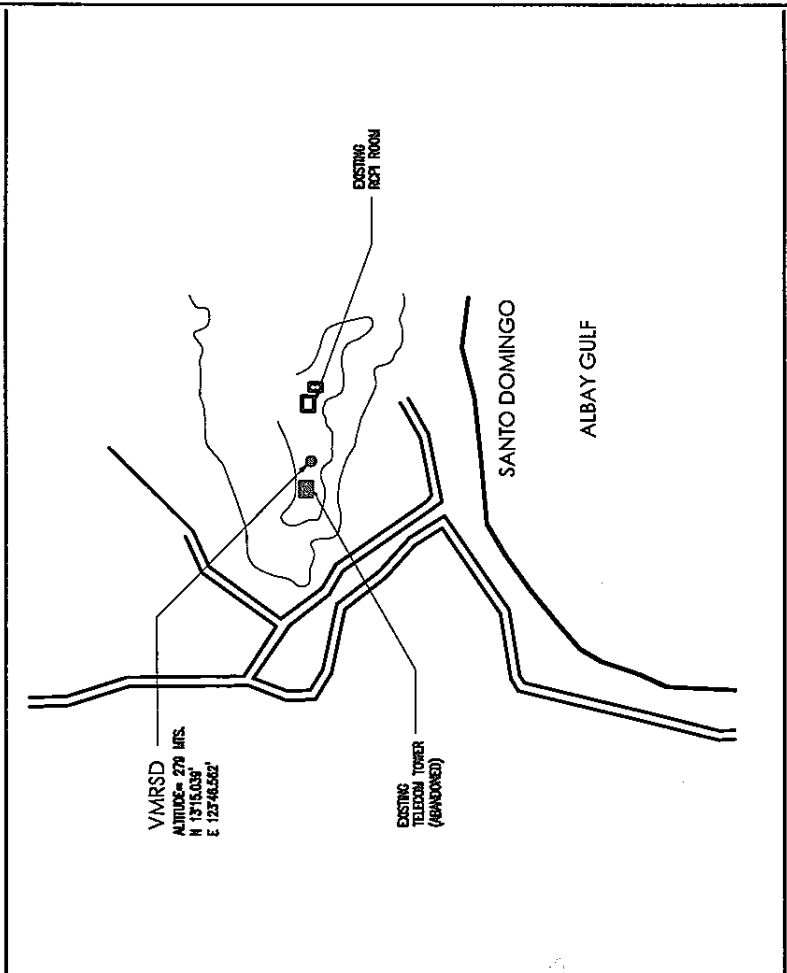 VMRSD
ALTITUDE= 279 MTS.
N 13°15.039'
E 123°46.562'
EXISTING
TELECOM TOWER
(ABANDONED)
EXISTING
RCPI ROOM
SANTO DOMINGO
ALBAY GULF